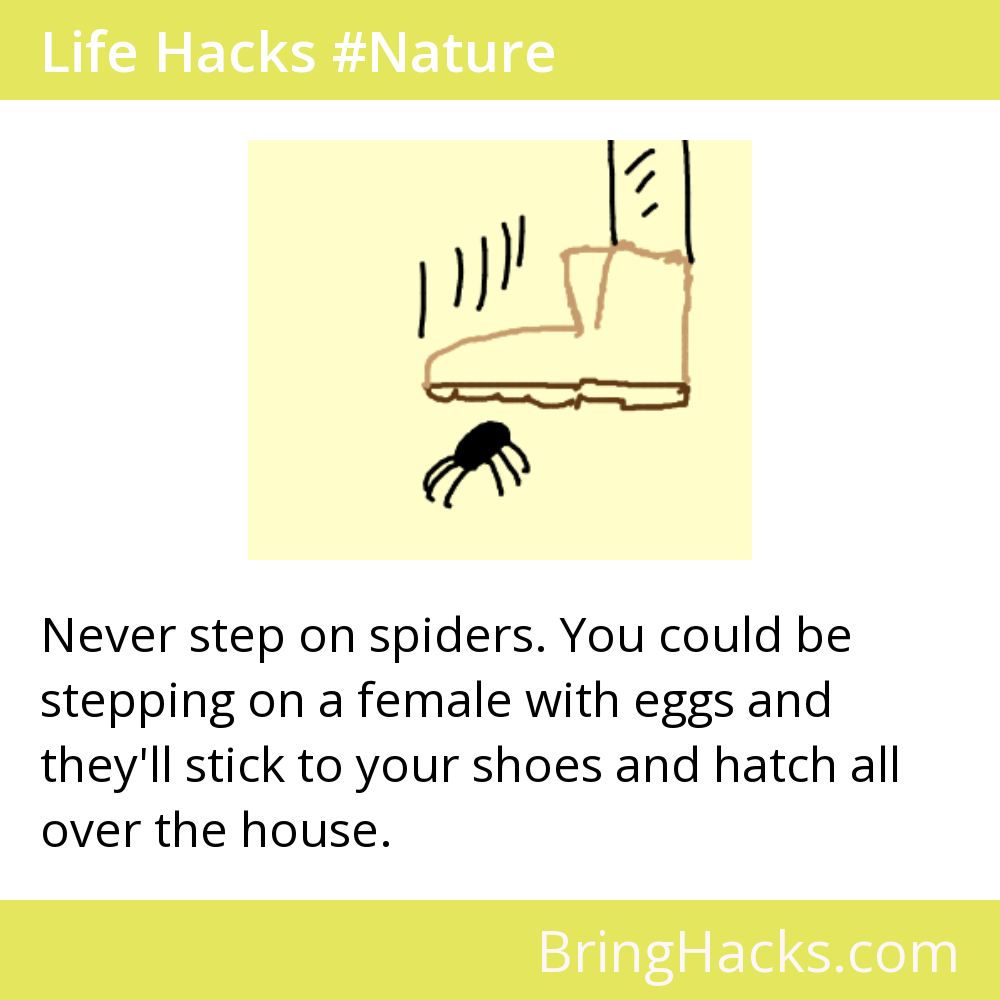 Life Hacks #Nature
Never step on spiders. You could be
stepping on a female with eggs and
they'll stick to your shoes and hatch all
over the house.
BringHacks.com